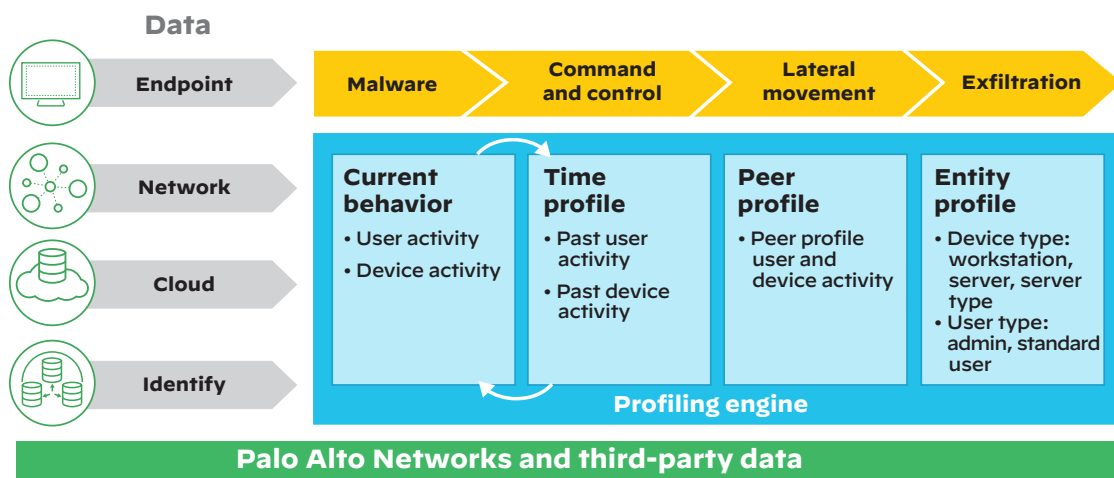 Data
Endpoint
Malware
Command
and control
Lateral
movement
Exfiltration
Network
Cloud
Identify
Current
behavior
• User activity
• Device activity
Time
profile
• Past user
activity
• Past device
activity
Peer
profile
• Peer profile
user and
device activity
Entity
profile
• Device type:
workstation,
server, server
type
• User type:
admin, standard
user
Profiling engine
Palo Alto Networks and third-party data